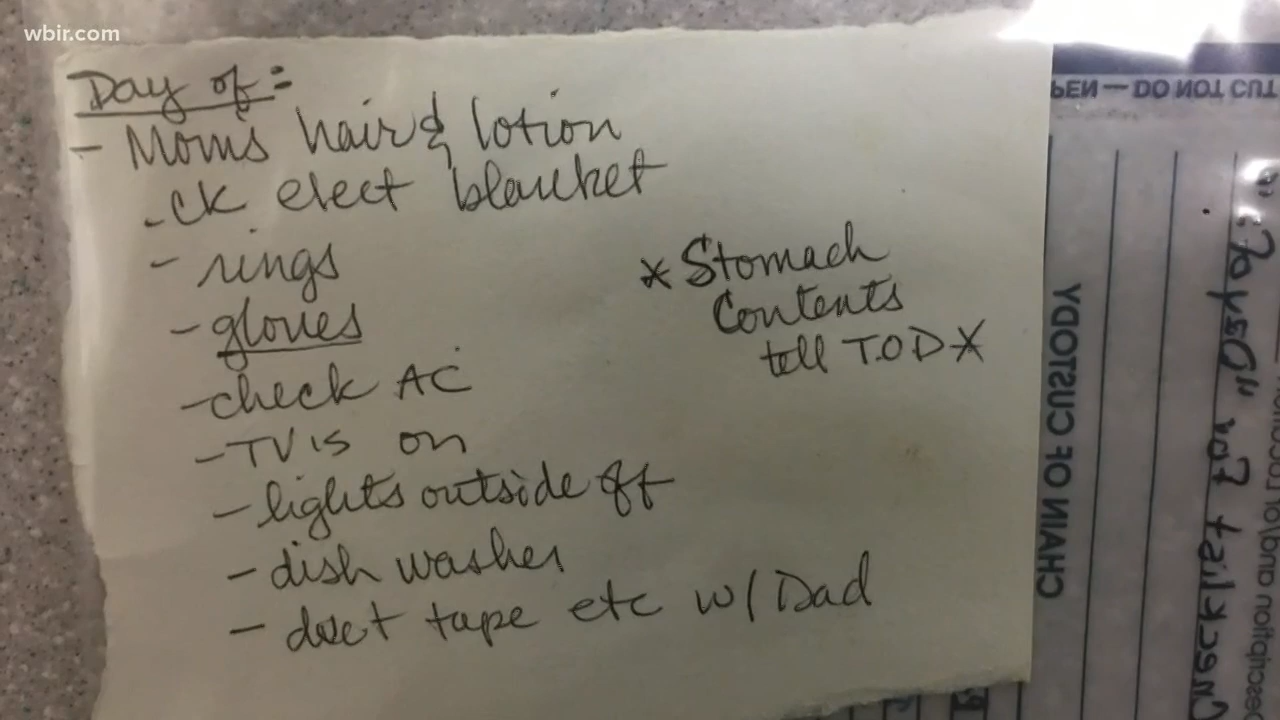 wbir.com
Day of:
- Moms hair & lotion
- ck elect blanket
- rings
- gloves
- check AC
- TV is on
- lights outside off
- dish washer
- duct tape etc w/ Dad
* Stomach
Contents
tell T.O.D *
PEN — DO NOT CUT
CHAIN OF CUSTODY
Checklist For "Day of:"